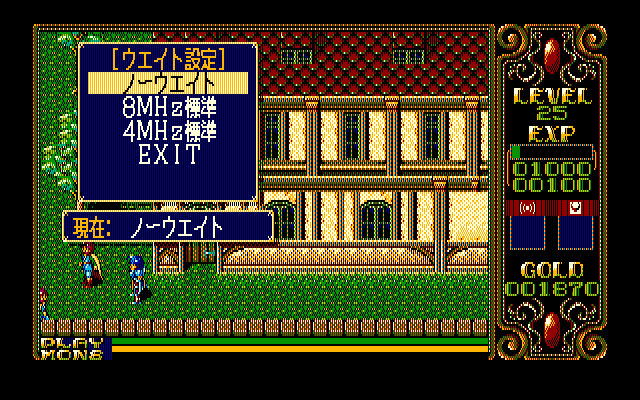 [ウエイト設定]
ノーウエイト
8MHz標準
4MHz標準
EXIT
現在: ノーウエイト
LEVEL
25
EXP
01000
00100
GOLD
001870
PLAY
MONS